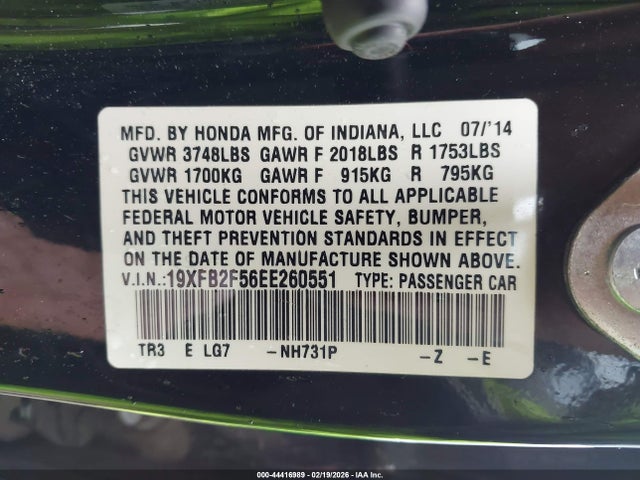 MFD. BY HONDA MFG. OF INDIANA, LLC 07/'14
GVWR 3748LBS GAWR F 2018LBS R 1753LBS
GVWR 1700KG GAWR F 915KG R 795KG
THIS VEHICLE CONFORMS TO ALL APPLICABLE
FEDERAL MOTOR VEHICLE SAFETY, BUMPER,
AND THEFT PREVENTION STANDARDS IN EFFECT
ON THE DATE OF MANUFACTURE SHOWN ABOVE.
V.I.N.:19XFB2F56EE260551 TYPE: PASSENGER CAR
TR3 E LG7 -NH731P -Z -E
000-44416989 - 02/19/2026 - IAA Inc.